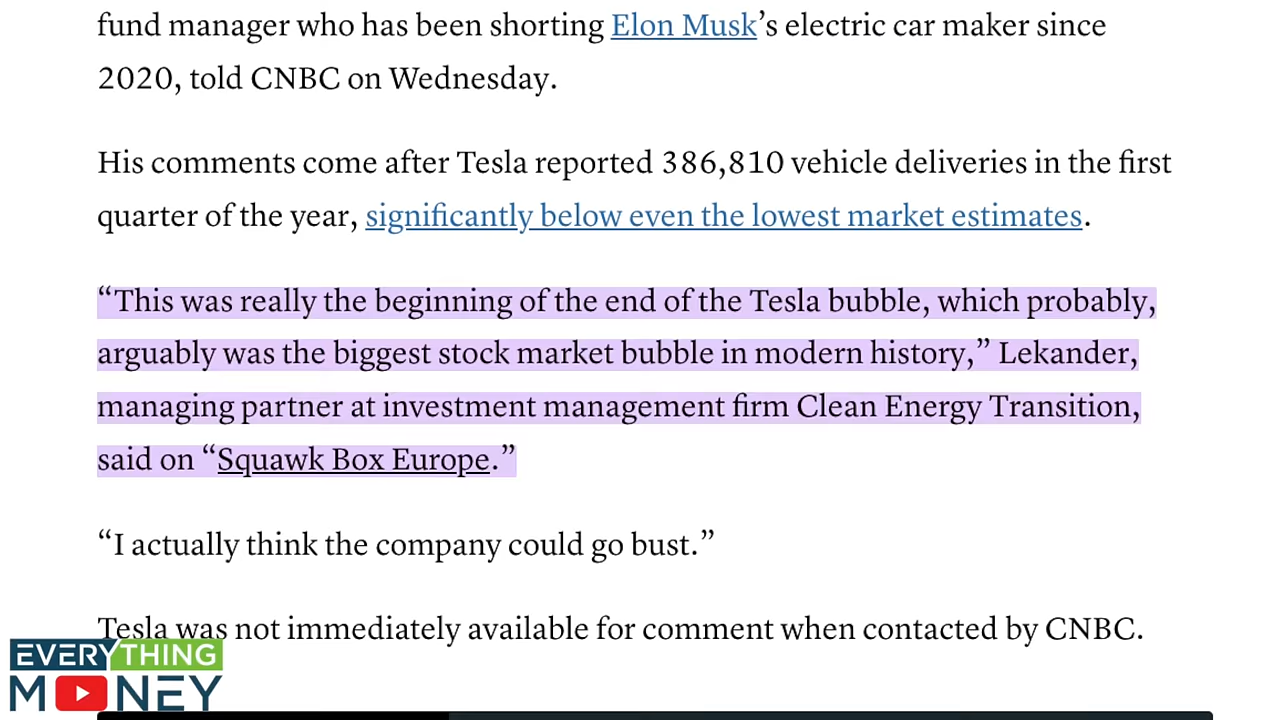 fund manager who has been shorting Elon Musk’s electric car maker since
2020, told CNBC on Wednesday.
His comments come after Tesla reported 386,810 vehicle deliveries in the first
quarter of the year, significantly below even the lowest market estimates.
“This was really the beginning of the end of the Tesla bubble, which probably,
arguably was the biggest stock market bubble in modern history,” Lekander,
managing partner at investment management firm Clean Energy Transition,
said on “Squawk Box Europe.”
“I actually think the company could go bust.”
Tesla was not immediately available for comment when contacted by CNBC.
EVERYTHING
MONEY